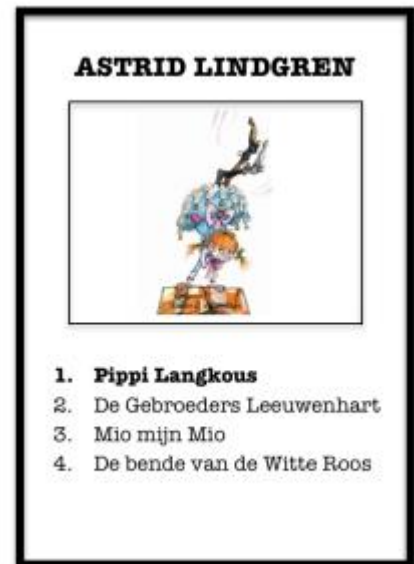 ASTRID LINDGREN
1. Pippi Langkous
2. De Gebroeders Leeuwenhart
3. Mio mijn Mio
4. De bende van de Witte Roos